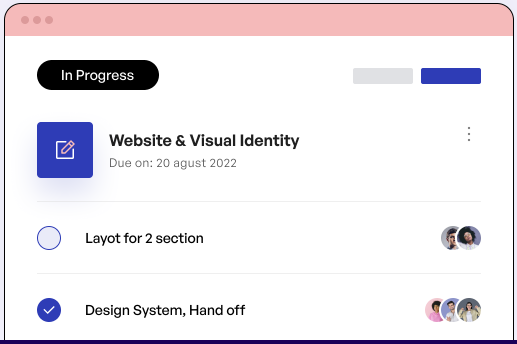 In Progress
Website & Visual Identity
Due on: 20 agust 2022
Layot for 2 section
Design System, Hand off